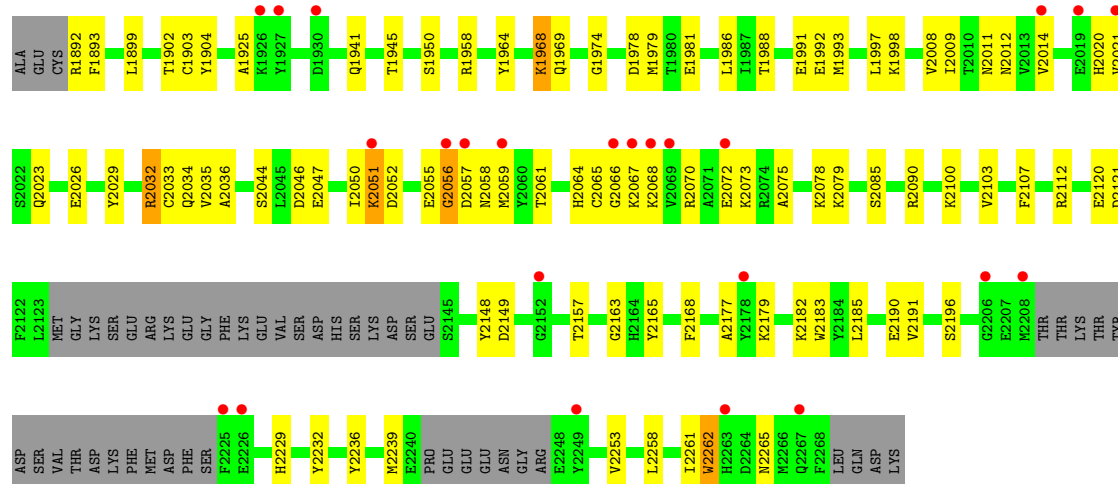 ALA GLU CYS R1892 F1893 L1899 T1902 C1903 Y1904 A1925 K1926 Y1927 D1930 Q1941 T1945 S1950 R1958 Y1964 K1968 Q1969 G1974 D1978 M1979 T1980 E1981 L1986 I1987 T1988 E1991 E1992 M1993 L1997 K1998 V2008 I2009 T2010 N2011 N2012 V2013 V2014 E2019 H2020
S2022 Q2023 E2026 Y2029 R2032 C2033 Q2034 V2035 A2036 S2044 L2045 D2046 E2047 I2050 K2051 D2052 E2055 G2056 D2057 N2058 M2059 Y2060 T2061 H2064 C2065 G2066 K2067 K2068 V2069 R2070 A2071 E2072 K2073 R2074 A2075 K2078 K2079 S2085 R2090 K2100 V2103 F2107 R2112 E2120
F2122 L2123 MET GLY LYS SER GLU ARG LYS GLU GLY PHE LYS GLU VAL SER ASP HIS SER LYS ASP SER GLU S2145 Y2148 D2149 G2152 T2157 G2163 H2164 Y2165 F2168 A2177 Y2178 K2179 K2182 W2183 Y2184 L2185 E2190 V2191 S2196 G2206 E2207 M2208 THR THR LYS THR TYR
ASP SER VAL THR ASP LYS PHE MET ASP PHE SER F2225 E2226 H2229 Y2232 Y2236 M2239 E2240 PRO GLU GLU GLU ASN GLY ARG E2248 Y2249 V2253 L2258 I2261 W2262 H2263 D2264 N2265 M2266 Q2267 F2268 LEU GLN ASP LYS